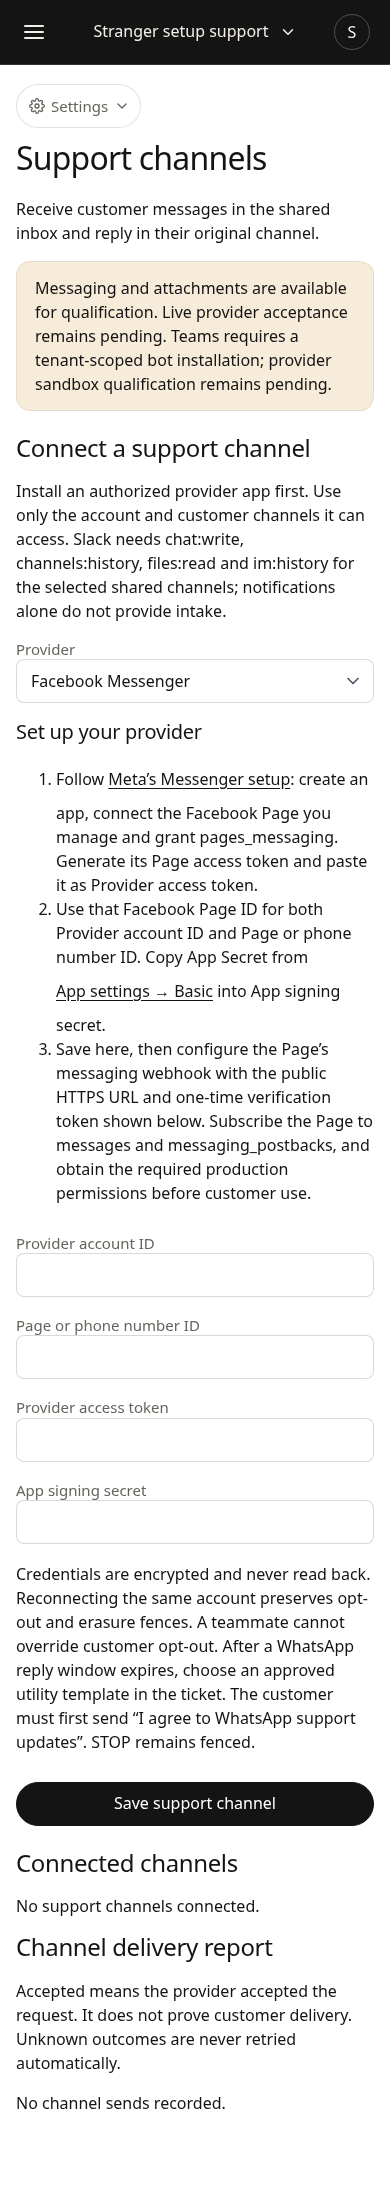 Stranger setup support
S
Settings
Support channels
Receive customer messages in the shared
inbox and reply in their original channel.
Messaging and attachments are available
for qualification. Live provider acceptance
remains pending. Teams requires a
tenant-scoped bot installation; provider
sandbox qualification remains pending.
Connect a support channel
Install an authorized provider app first. Use
only the account and customer channels it can
access. Slack needs chat:write,
channels:history, files:read and im:history for
the selected shared channels; notifications
alone do not provide intake.
Provider
Facebook Messenger
Set up your provider
1. Follow Meta’s Messenger setup: create an
app, connect the Facebook Page you
manage and grant pages_messaging.
Generate its Page access token and paste
it as Provider access token.
2. Use that Facebook Page ID for both
Provider account ID and Page or phone
number ID. Copy App Secret from
App settings → Basic into App signing
secret.
3. Save here, then configure the Page’s
messaging webhook with the public
HTTPS URL and one-time verification
token shown below. Subscribe the Page to
messages and messaging_postbacks, and
obtain the required production
permissions before customer use.
Provider account ID
Page or phone number ID
Provider access token
App signing secret
Credentials are encrypted and never read back.
Reconnecting the same account preserves opt-
out and erasure fences. A teammate cannot
override customer opt-out. After a WhatsApp
reply window expires, choose an approved
utility template in the ticket. The customer
must first send “I agree to WhatsApp support
updates”. STOP remains fenced.
Save support channel
Connected channels
No support channels connected.
Channel delivery report
Accepted means the provider accepted the
request. It does not prove customer delivery.
Unknown outcomes are never retried
automatically.
No channel sends recorded.